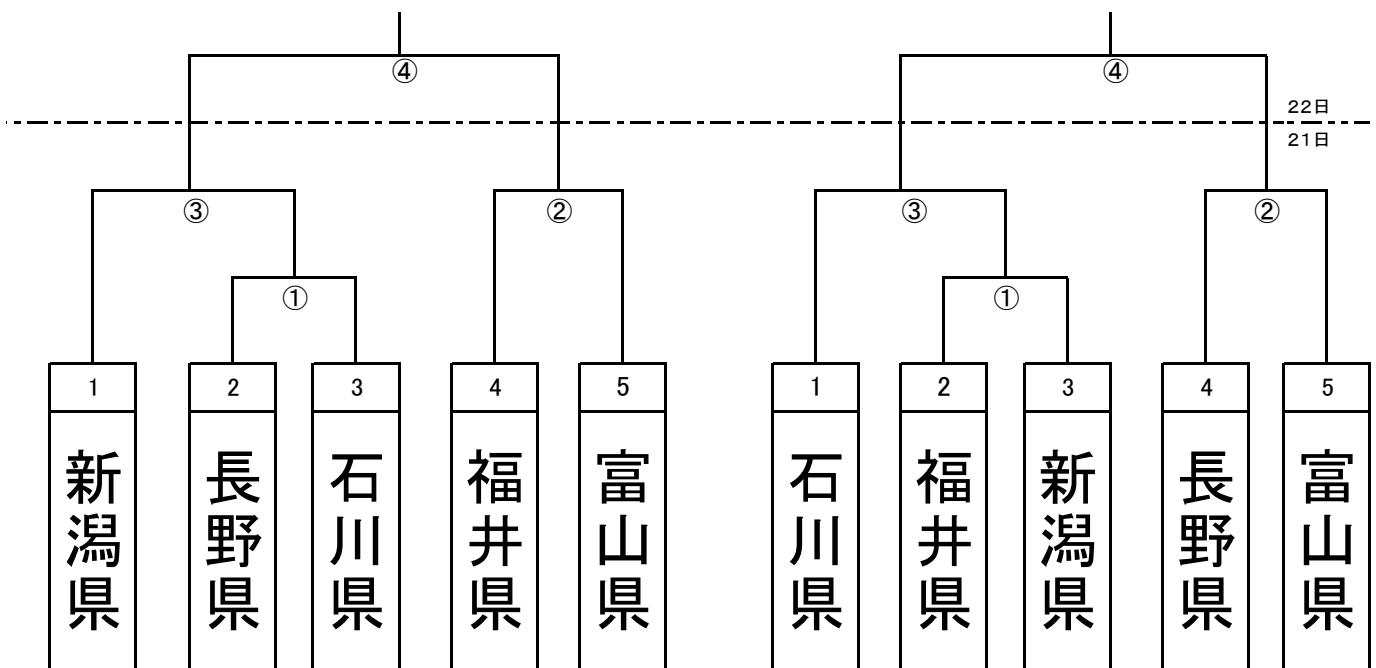 ④ ④
22日
21日
③ ② ③ ②
① ①
1 2 3 4 5 1 2 3 4 5
新潟県
長野県
石川県
福井県
富山県
石川県
福井県
新潟県
長野県
富山県